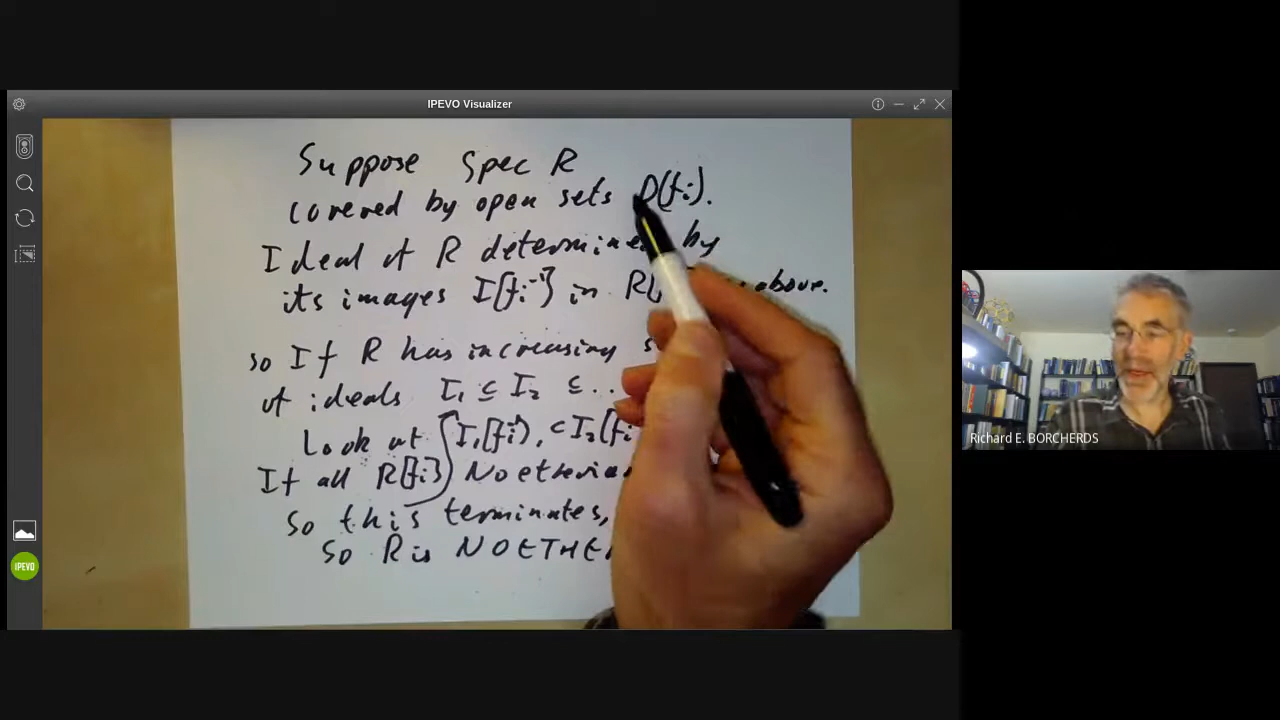 IPEVO Visualizer
Suppose Spec R
covered by open sets D(fi).
Ideal of R determined by
its images I[fi⁻¹] in R[ above.
so If R has increasing s
of ideals I₁ ⊆ I₂ ⊆ ...
Look at I₁[fi⁻¹], ⊂ I₂[fi
If all R[fi] Noetherian
So this terminates,
So R is NOETHE
IPEVO
Richard E. BORCHERDS